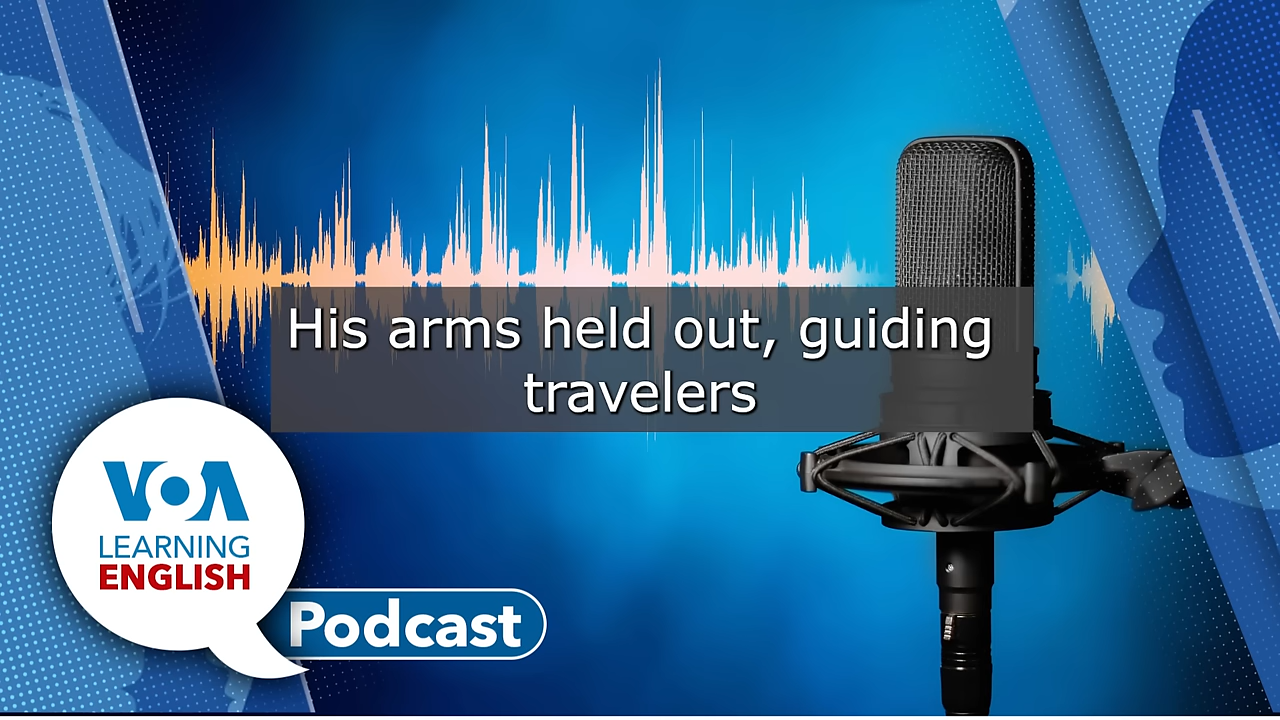 His arms held out, guiding
travelers
VOA
LEARNING
ENGLISH
Podcast